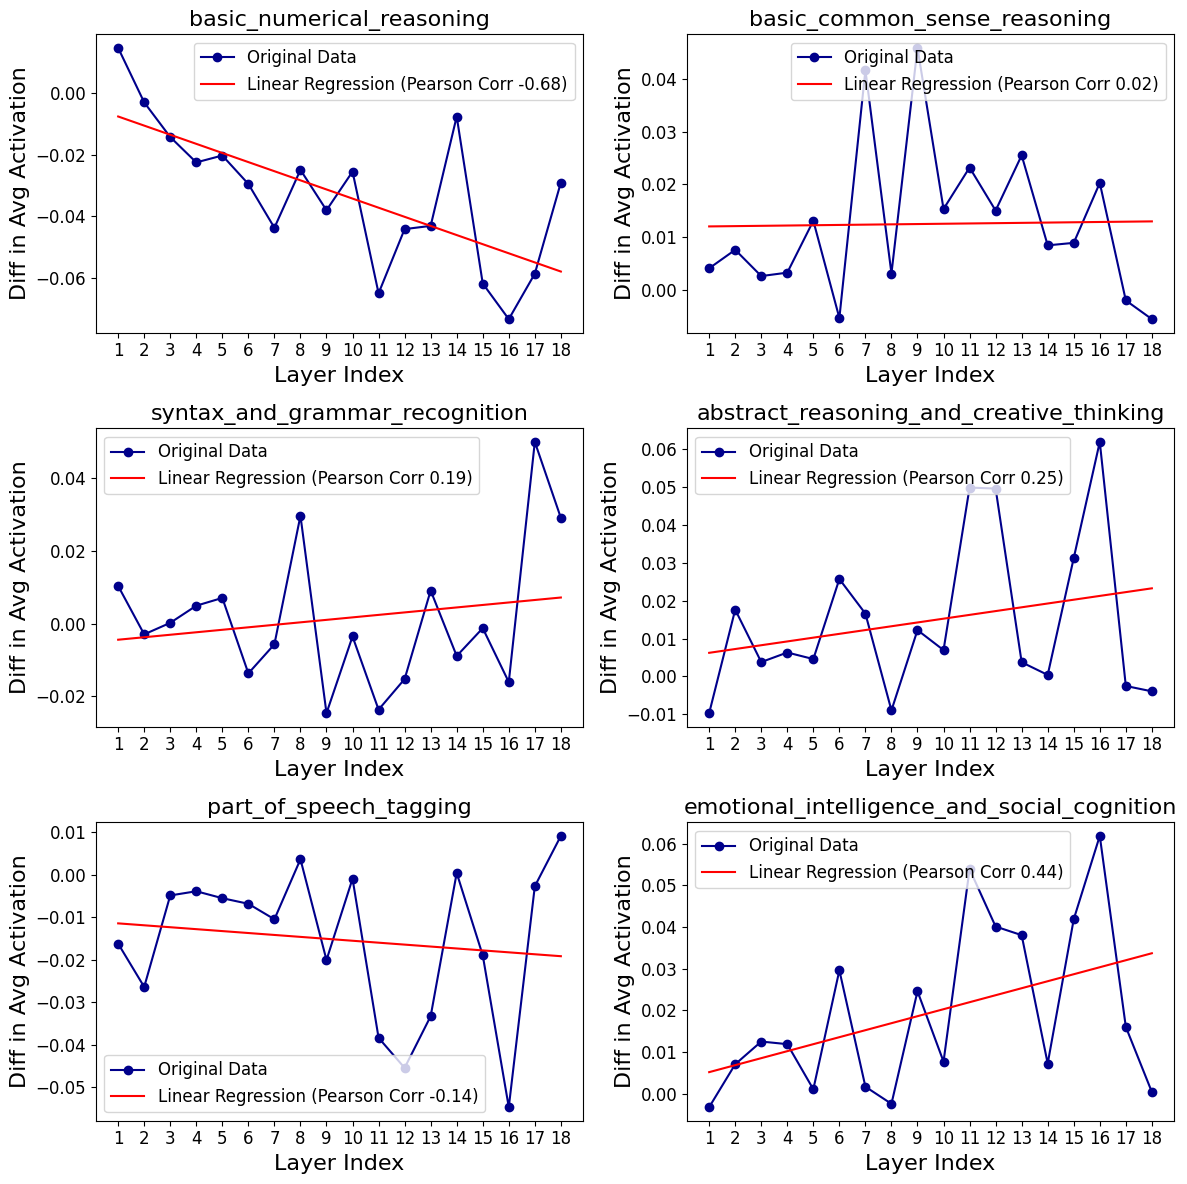 basic_numerical_reasoning
Original Data
Linear Regression (Pearson Corr -0.68)
Diff in Avg Activation
0.00
−0.02
−0.04
−0.06
1 2 3 4 5 6 7 8 9 10 11 12 13 14 15 16 17 18
Layer Index
basic_common_sense_reasoning
Original Data
Linear Regression (Pearson Corr 0.02)
Diff in Avg Activation
0.04
0.03
0.02
0.01
0.00
1 2 3 4 5 6 7 8 9 10 11 12 13 14 15 16 17 18
Layer Index
syntax_and_grammar_recognition
Original Data
Linear Regression (Pearson Corr 0.19)
Diff in Avg Activation
0.04
0.02
0.00
−0.02
1 2 3 4 5 6 7 8 9 10 11 12 13 14 15 16 17 18
Layer Index
abstract_reasoning_and_creative_thinking
Original Data
Linear Regression (Pearson Corr 0.25)
Diff in Avg Activation
0.06
0.05
0.04
0.03
0.02
0.01
0.00
−0.01
1 2 3 4 5 6 7 8 9 10 11 12 13 14 15 16 17 18
Layer Index
part_of_speech_tagging
Original Data
Linear Regression (Pearson Corr -0.14)
Diff in Avg Activation
0.01
0.00
−0.01
−0.02
−0.03
−0.04
−0.05
1 2 3 4 5 6 7 8 9 10 11 12 13 14 15 16 17 18
Layer Index
emotional_intelligence_and_social_cognition
Original Data
Linear Regression (Pearson Corr 0.44)
Diff in Avg Activation
0.06
0.05
0.04
0.03
0.02
0.01
0.00
1 2 3 4 5 6 7 8 9 10 11 12 13 14 15 16 17 18
Layer Index